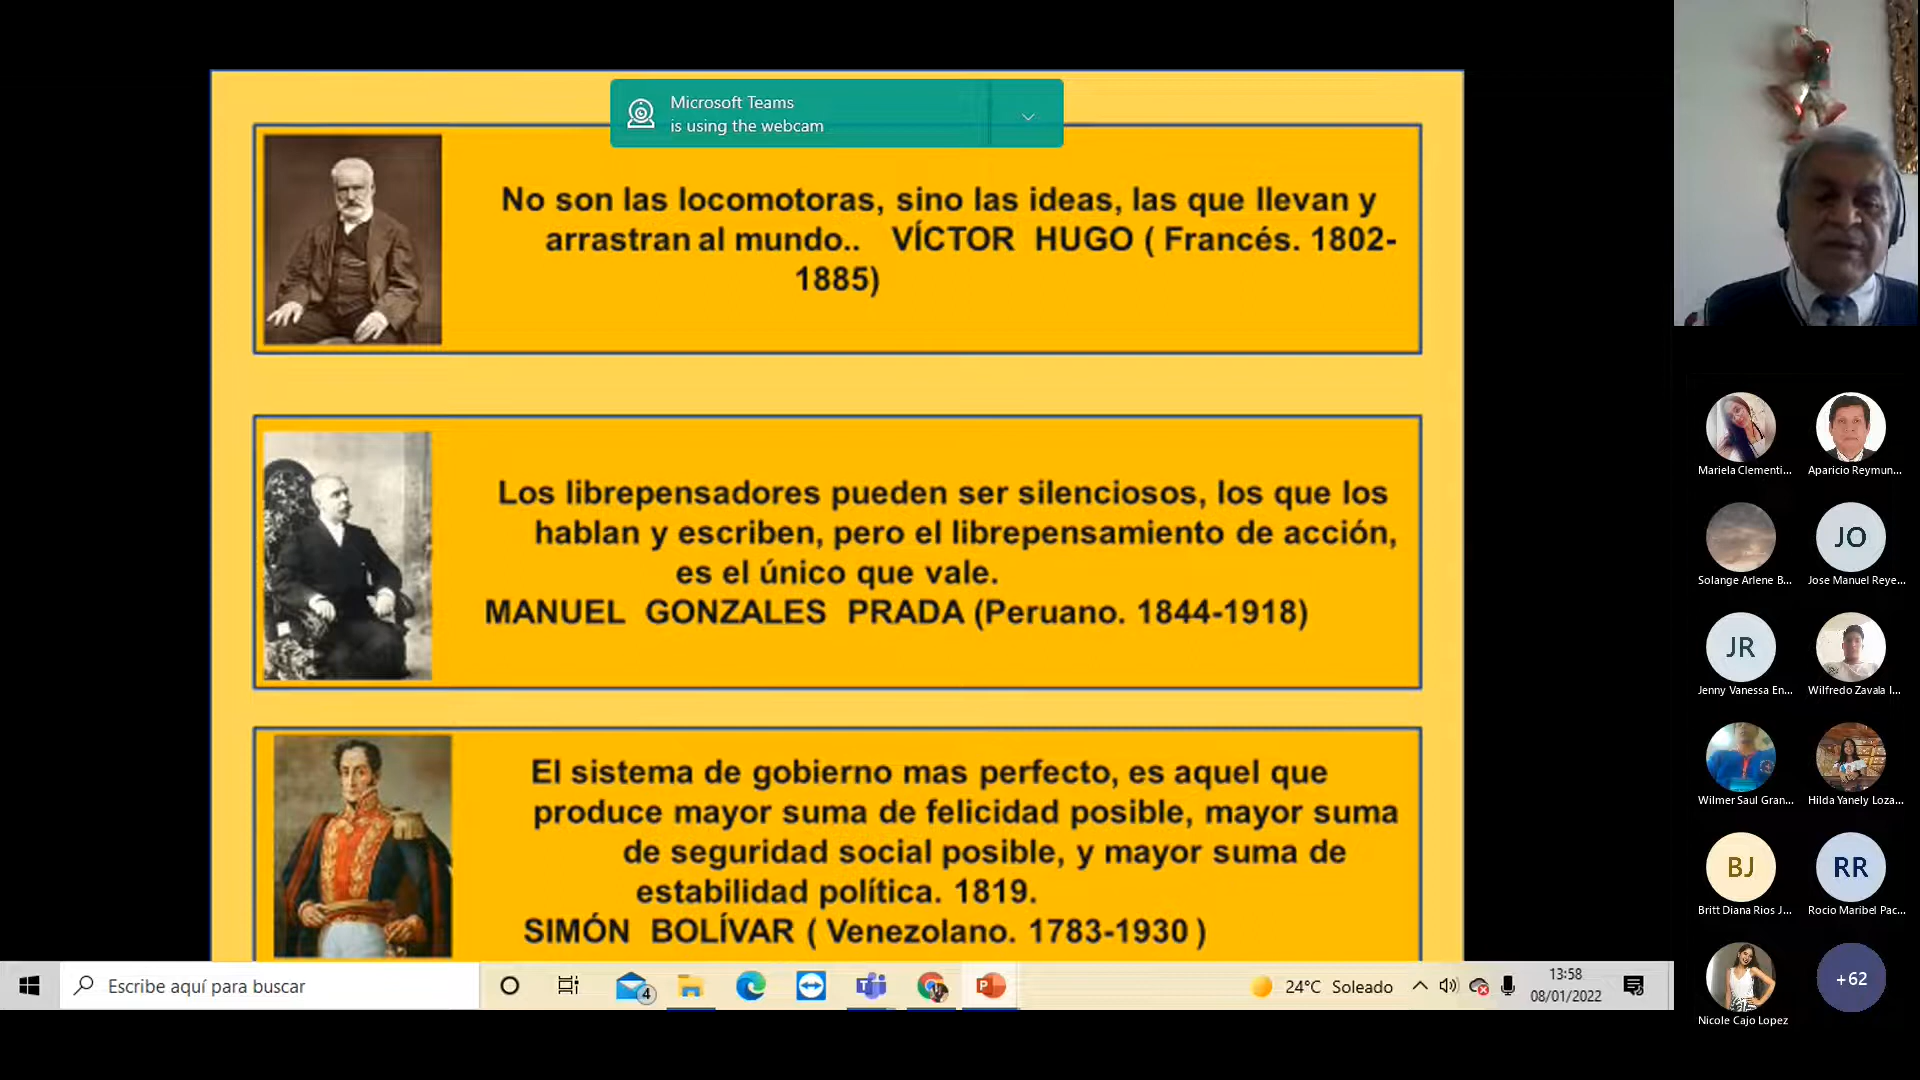 Microsoft Teams
is using the webcam
No son las locomotoras, sino las ideas, las que llevan y
arrastran al mundo.. VÍCTOR HUGO ( Francés. 1802-
1885)
Los librepensadores pueden ser silenciosos, los que los
hablan y escriben, pero el librepensamiento de acción,
es el único que vale.
MANUEL GONZALES PRADA (Peruano. 1844-1918)
El sistema de gobierno mas perfecto, es aquel que
produce mayor suma de felicidad posible, mayor suma
de seguridad social posible, y mayor suma de
estabilidad política. 1819.
SIMÓN BOLÍVAR ( Venezolano. 1783-1930 )
Escribe aquí para buscar
4
24°C Soleado
13:58
08/01/2022
Mariela Clementi...
Aparicio Reymun...
Solange Arlene B...
JO
Jose Manuel Reye...
JR
Jenny Vanessa En...
Wilfredo Zavala I...
Wilmer Saul Gran...
Hilda Yanely Loza...
BJ
Britt Diana Rios J...
RR
Rocio Maribel Pac...
Nicole Cajo Lopez
+62